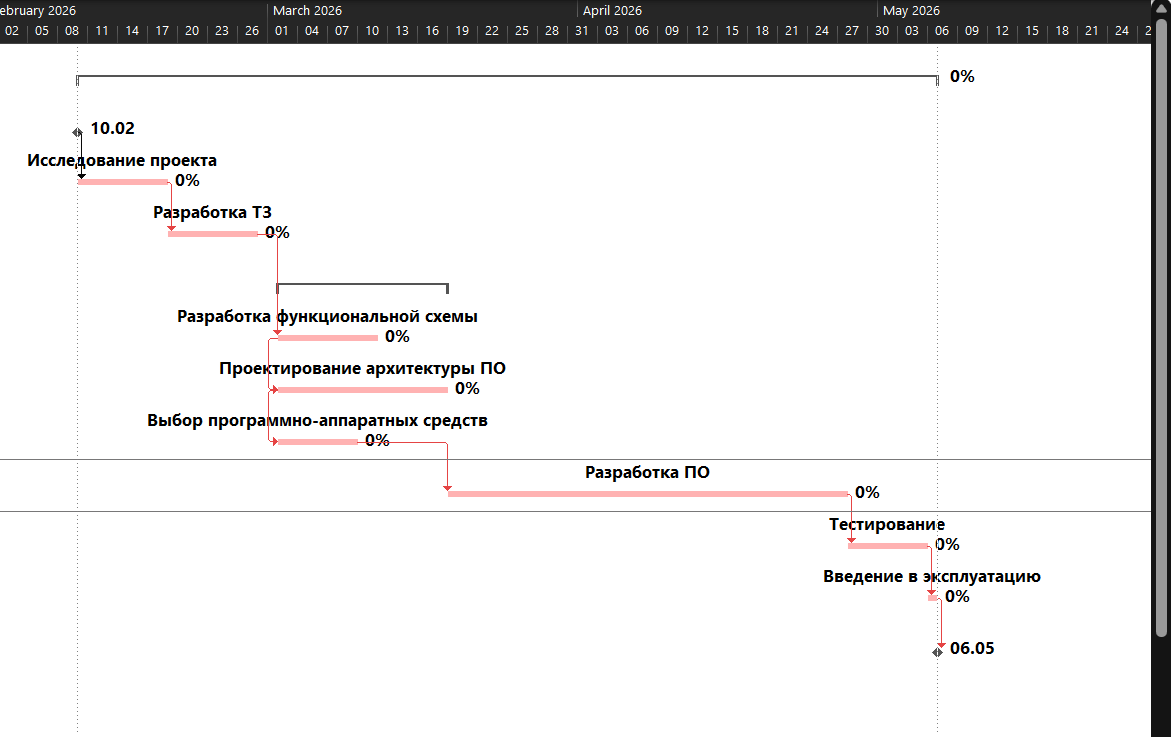 ebruary 2026 March 2026 April 2026 May 2026
02 05 08 11 14 17 20 23 26 01 04 07 10 13 16 19 22 25 28 31 03 06 09 12 15 18 21 24 27 30 03 06 09 12 15 18 21 24 2
0%
10.02
Исследование проекта
0%
Разработка ТЗ
0%
Разработка функциональной схемы
0%
Проектирование архитектуры ПО
0%
Выбор программно-аппаратных средств
0%
Разработка ПО
0%
Тестирование
0%
Введение в эксплуатацию
0%
06.05